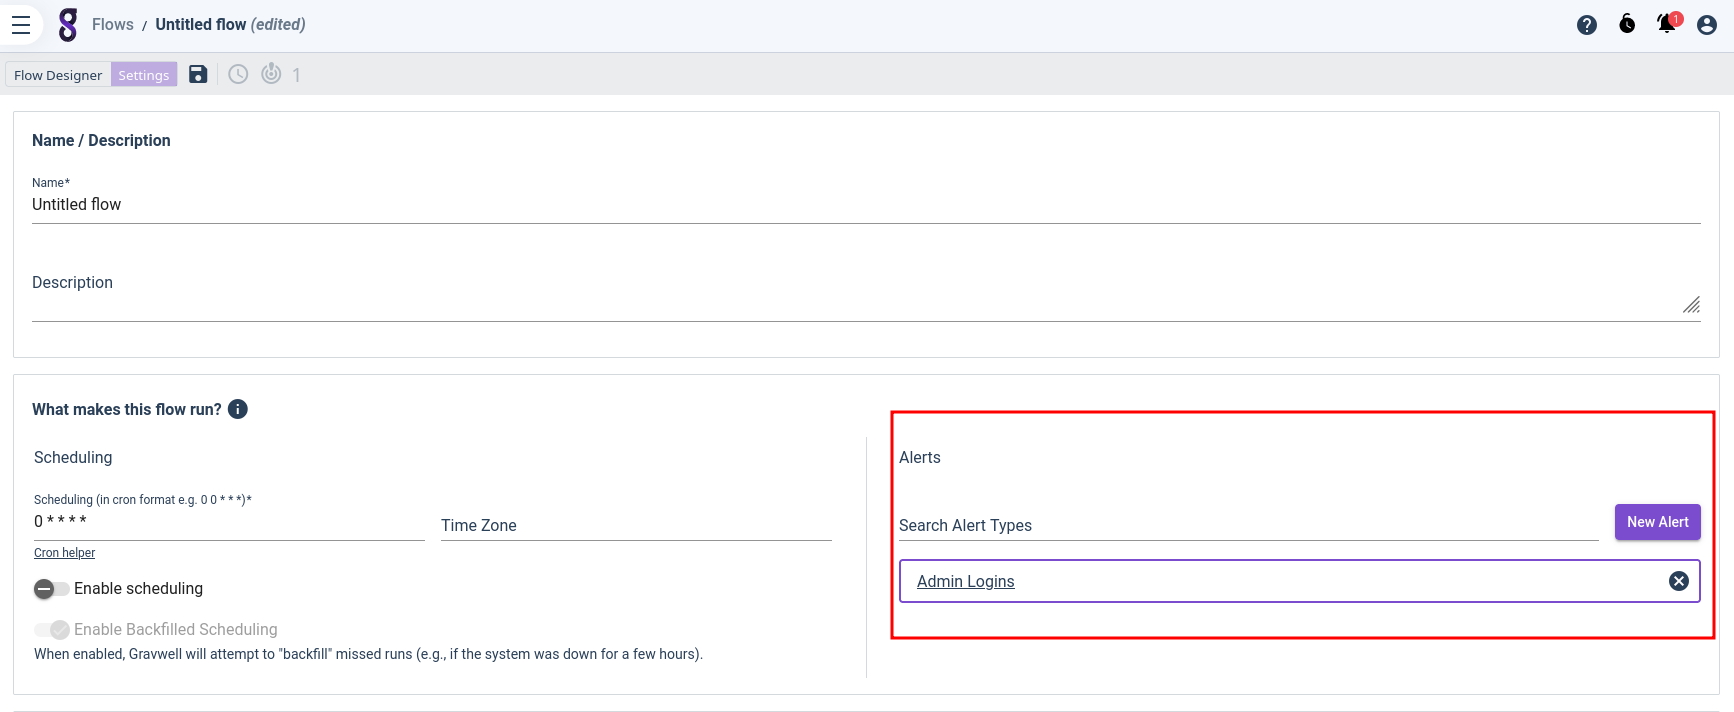 Flows / Untitled flow (edited)
1
Flow Designer Settings 1
Name / Description
Name*
Untitled flow
Description
What makes this flow run?
Scheduling
Scheduling (in cron format e.g. 0 0 * * *)*
0 * * * *
Time Zone
Cron helper
Enable scheduling
Enable Backfilled Scheduling
When enabled, Gravwell will attempt to "backfill" missed runs (e.g., if the system was down for a few hours).
Alerts
Search Alert Types
New Alert
Admin Logins